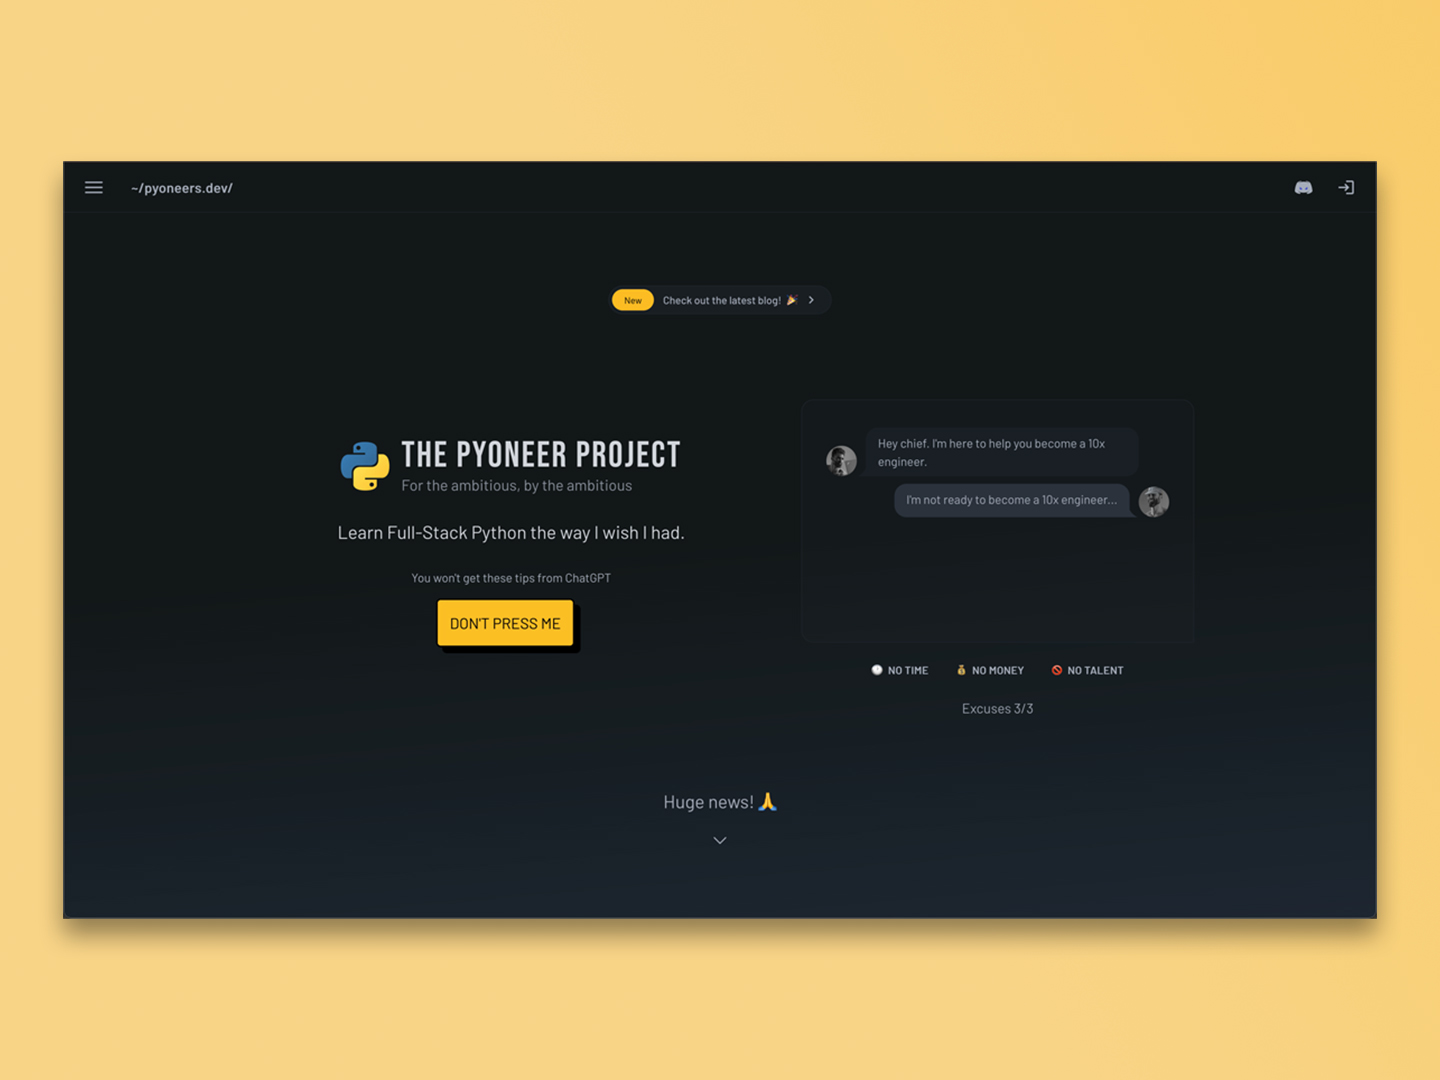 ~/pyoneers.dev/
New Check out the latest blog! 🎉
THE PYONEER PROJECT
For the ambitious, by the ambitious
Learn Full-Stack Python the way I wish I had.
You won't get these tips from ChatGPT
DON'T PRESS ME
Hey chief. I'm here to help you become a 10x
engineer.
I'm not ready to become a 10x engineer...
🕒 NO TIME 💰 NO MONEY 🚫 NO TALENT
Excuses 3/3
Huge news! 🙏